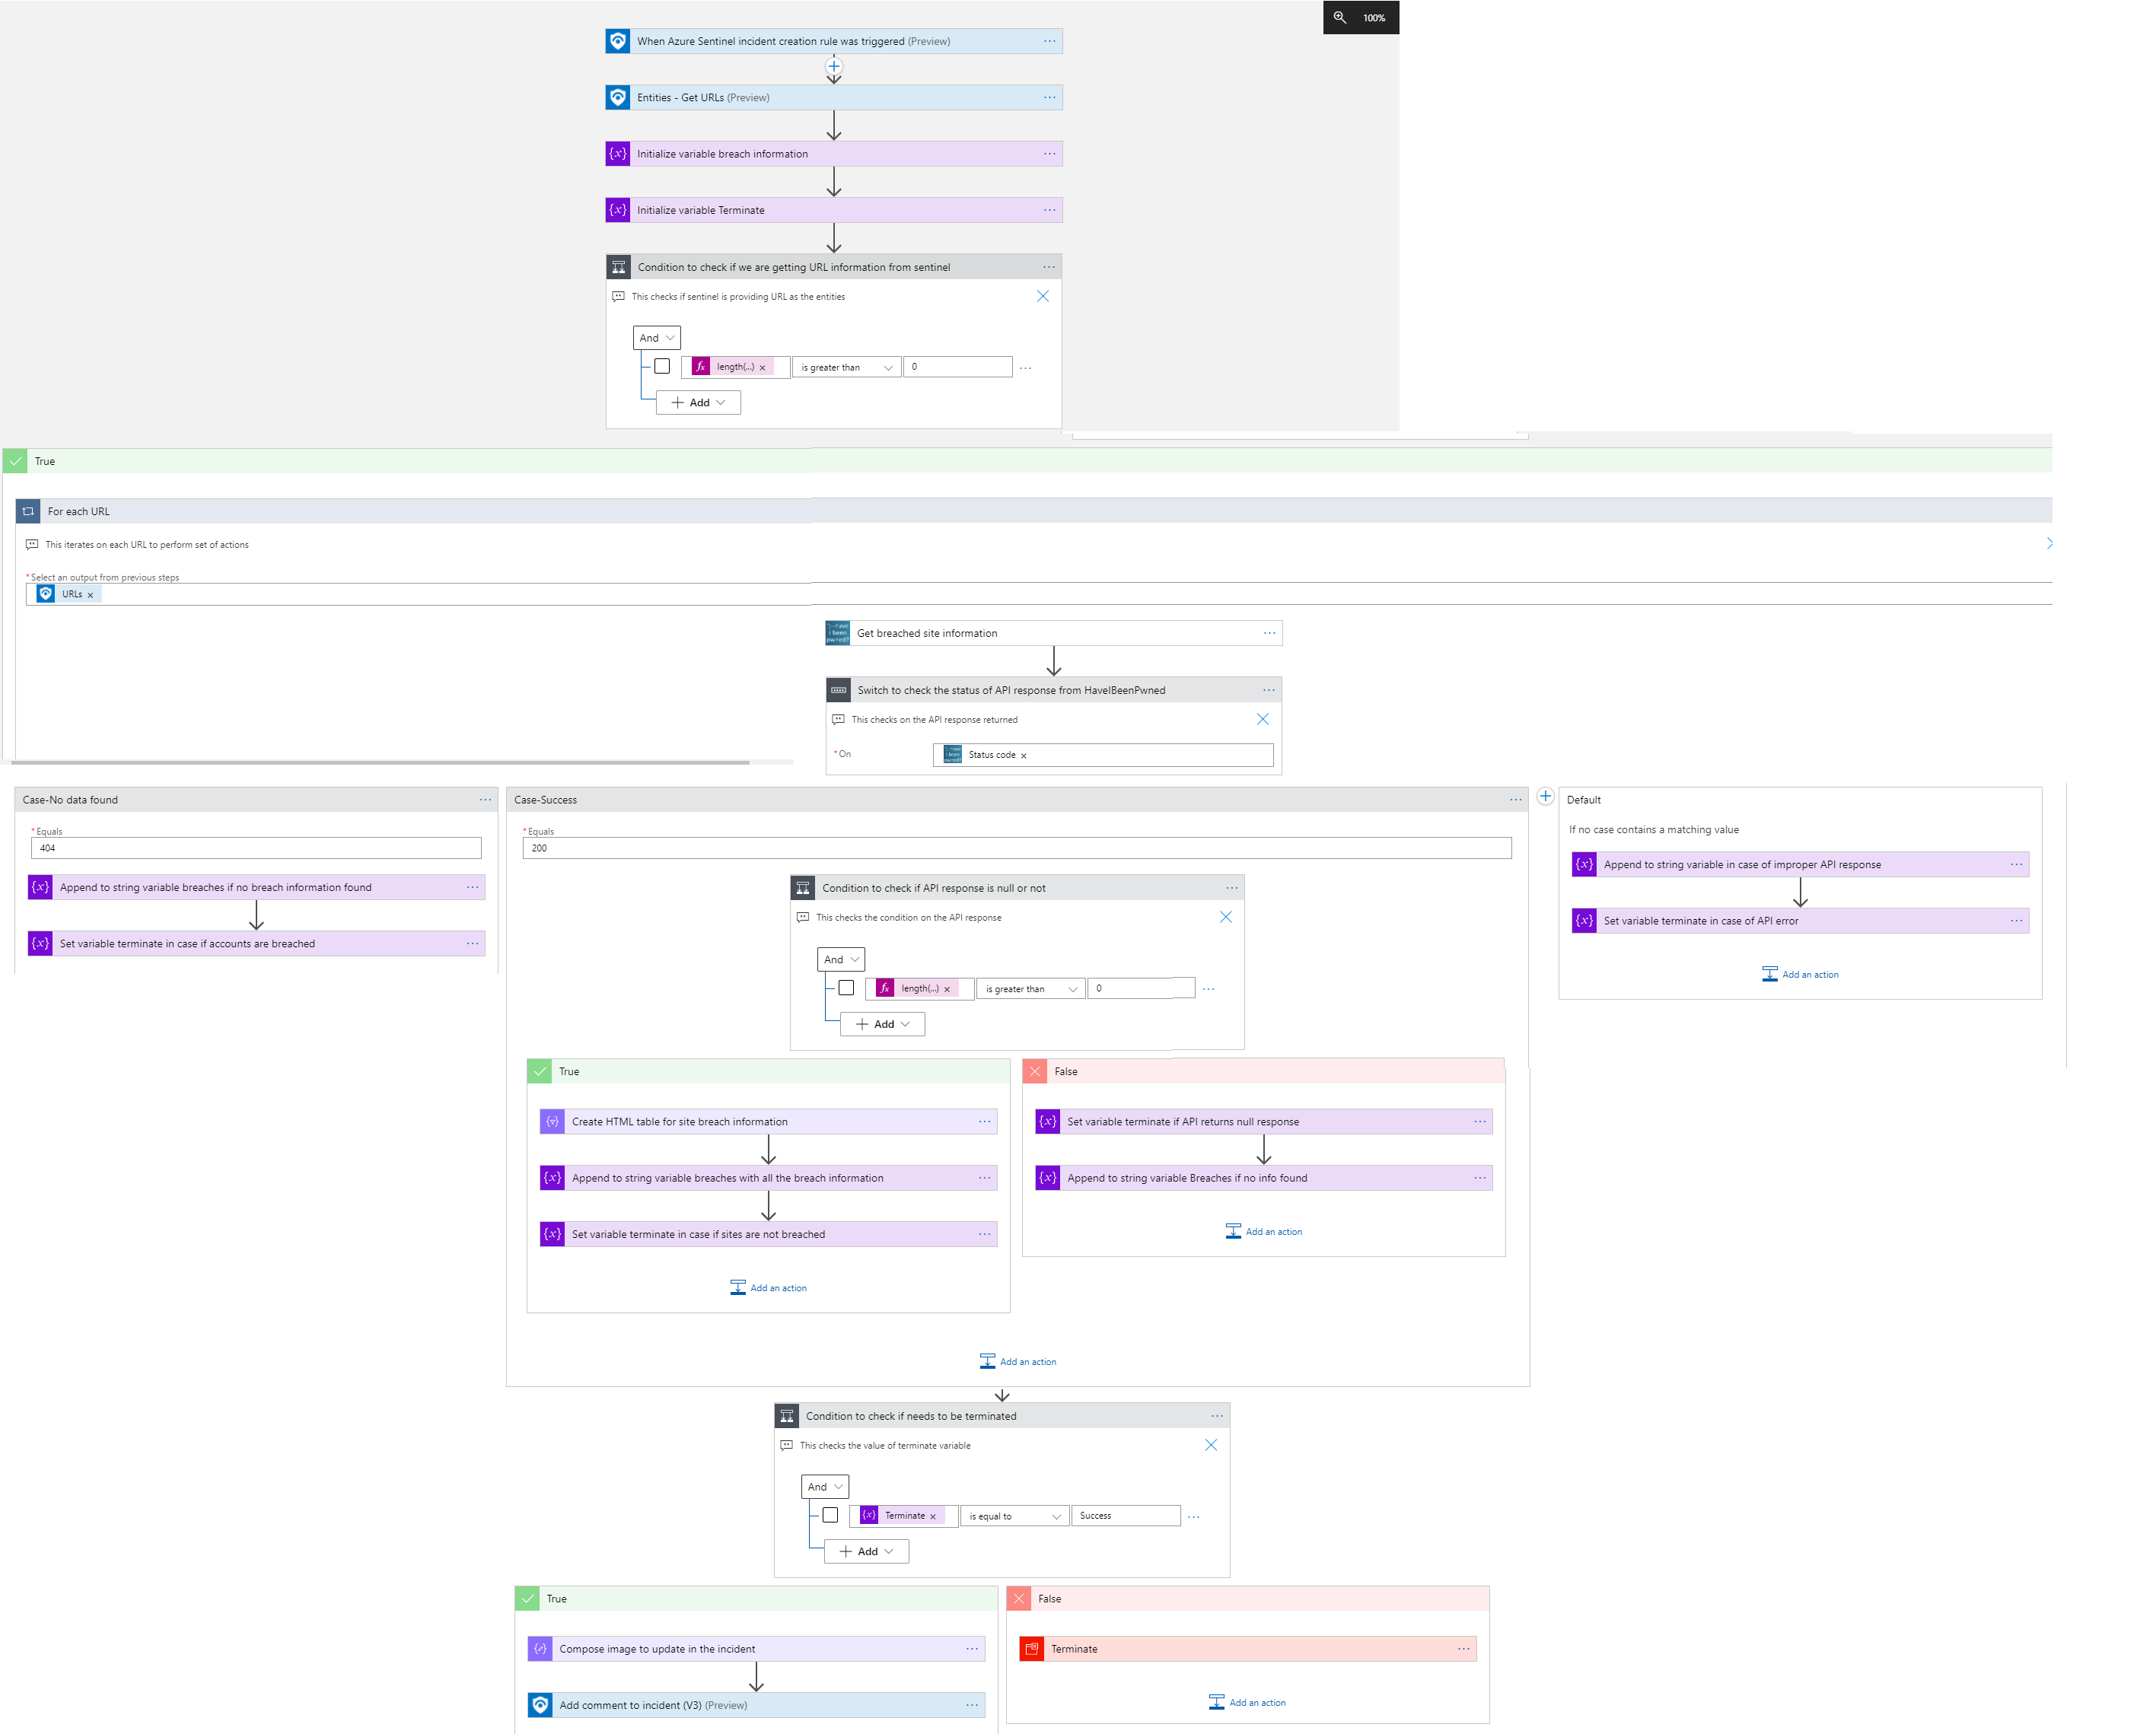 100%
When Azure Sentinel incident creation rule was triggered (Preview)
Entities - Get URLs (Preview)
{x} Initialize variable breach information
{x} Initialize variable Terminate
Condition to check if we are getting URL information from sentinel
This checks if sentinel is providing URL as the entities
And
fx length(...) × is greater than 0
Add
True
For each URL
This iterates on each URL to perform set of actions
* Select an output from previous steps
URLs ×
Get breached site information
Switch to check the status of API response from HaveIBeenPwned
This checks on the API response returned
* On Status code ×
Case-No data found
* Equals
404
{x} Append to string variable breaches if no breach information found
{x} Set variable terminate in case if accounts are breached
Case-Success
* Equals
200
Condition to check if API response is null or not
This checks the condition on the API response
And
fx length(...) × is greater than 0
Add
True
Create HTML table for site breach information
{x} Append to string variable breaches with all the breach information
{x} Set variable terminate in case if sites are not breached
Add an action
False
{x} Set variable terminate if API returns null response
{x} Append to string variable Breaches if no info found
Add an action
Add an action
Default
If no case contains a matching value
{x} Append to string variable in case of improper API response
{x} Set variable terminate in case of API error
Add an action
Condition to check if needs to be terminated
This checks the value of terminate variable
And
{x} Terminate × is equal to Success
Add
True
Compose image to update in the incident
Add comment to incident (V3) (Preview)
False
Terminate
Add an action